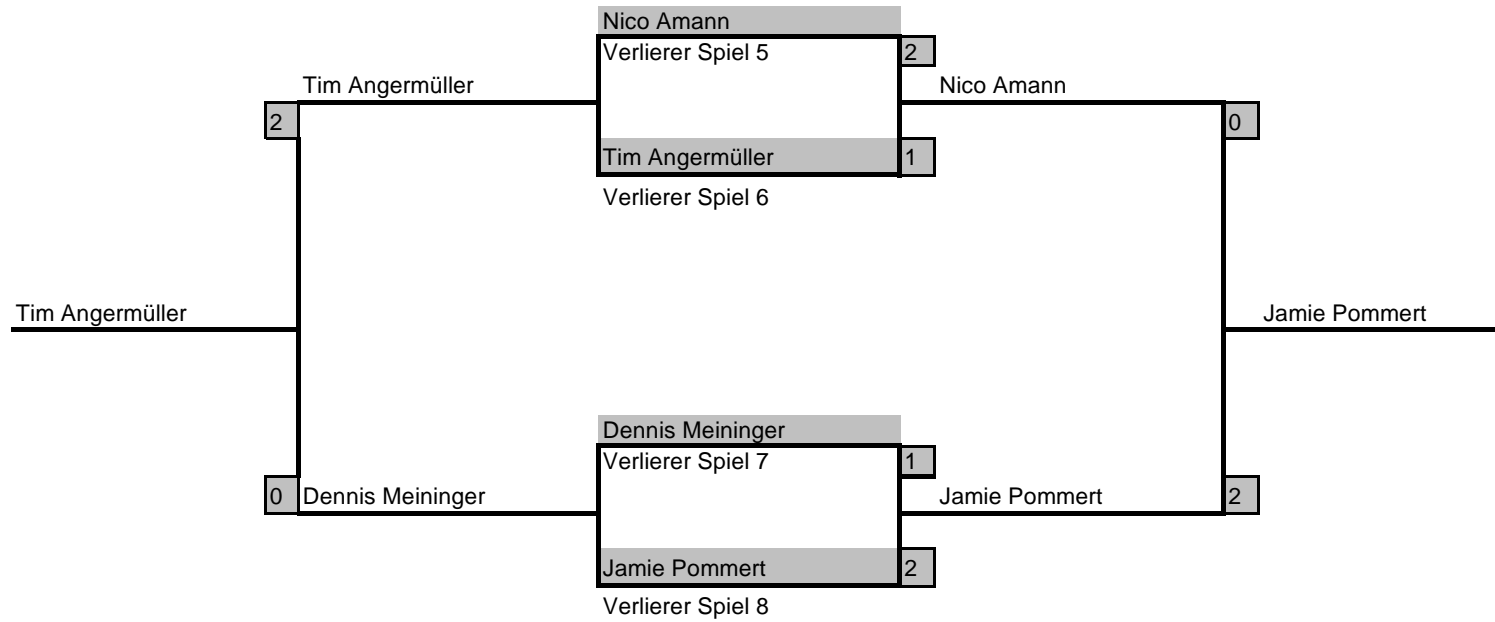 Nico Amann
Verlierer Spiel 5 2
Tim Angermüller Nico Amann
2 0
Tim Angermüller 1
Verlierer Spiel 6
Tim Angermüller Jamie Pommert
Dennis Meininger
Verlierer Spiel 7 1
0 Dennis Meininger Jamie Pommert 2
Jamie Pommert 2
Verlierer Spiel 8